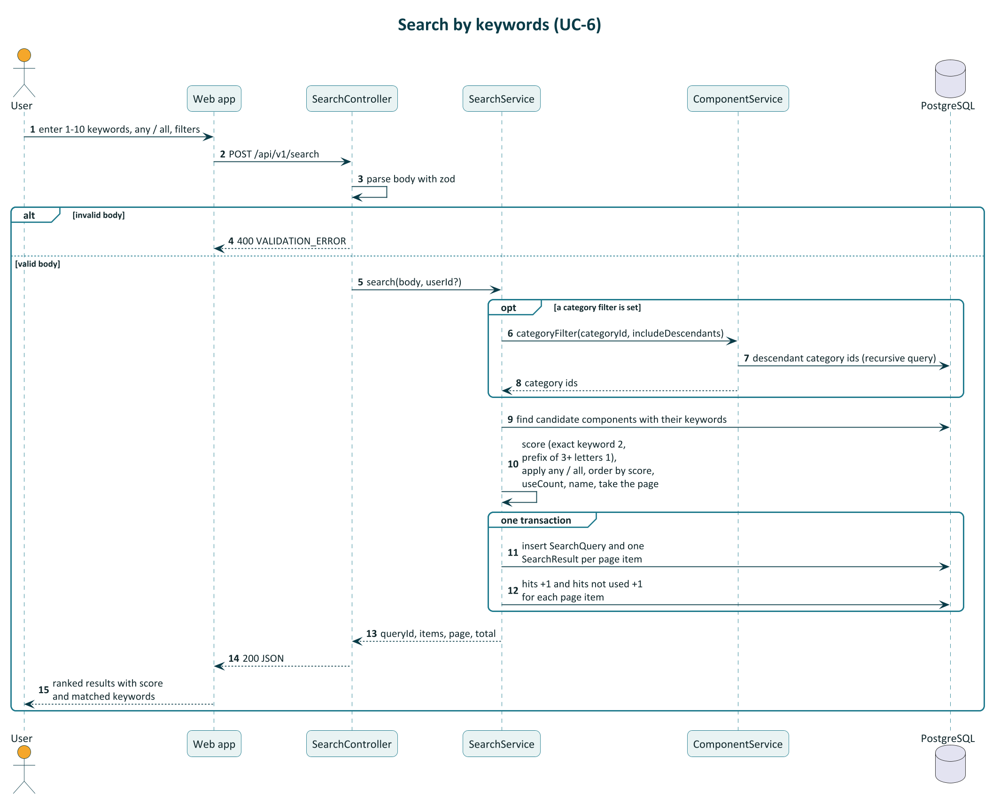 Search by keywords (UC-6)
User
Web app
SearchController
SearchService
ComponentService
PostgreSQL
1 enter 1-10 keywords, any / all, filters
2 POST /api/v1/search
3 parse body with zod
alt [invalid body]
4 400 VALIDATION_ERROR
[valid body]
5 search(body, userId?)
opt [a category filter is set]
6 categoryFilter(categoryId, includeDescendants)
7 descendant category ids (recursive query)
8 category ids
9 find candidate components with their keywords
10 score (exact keyword 2,
prefix of 3+ letters 1),
apply any / all, order by score,
useCount, name, take the page
one transaction
11 insert SearchQuery and one
SearchResult per page item
12 hits +1 and hits not used +1
for each page item
13 queryId, items, page, total
14 200 JSON
15 ranked results with score
and matched keywords
User
Web app
SearchController
SearchService
ComponentService
PostgreSQL